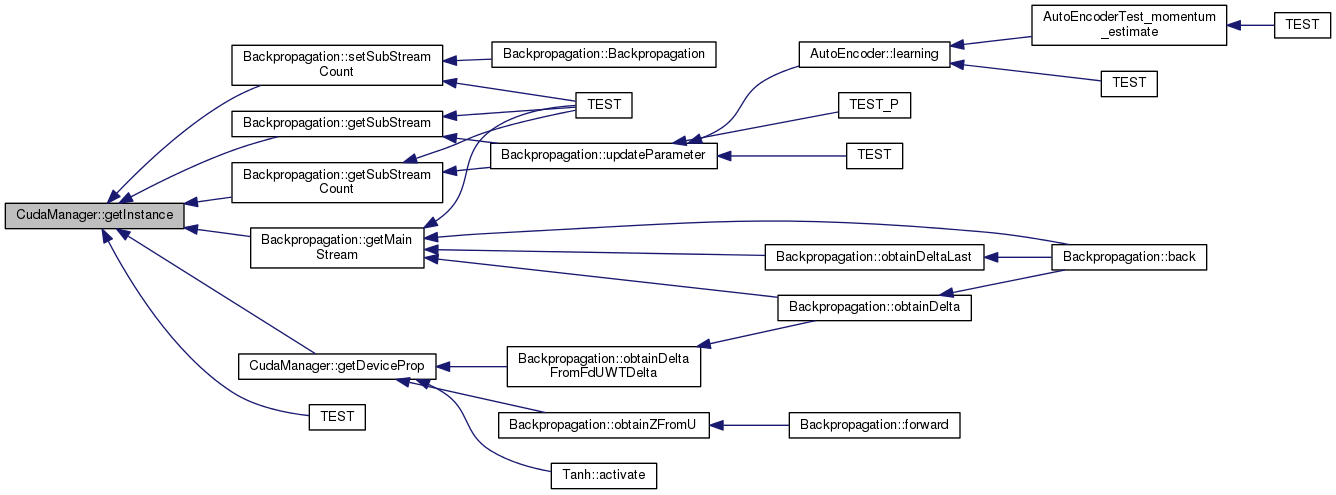 AutoEncoderTest_momentum
_estimate
TEST
Backpropagation::setSubStream
Count
Backpropagation::Backpropagation
AutoEncoder::learning
TEST
TEST
TEST_P
Backpropagation::getSubStream
Backpropagation::updateParameter
TEST
Backpropagation::getSubStream
Count
CudaManager::getInstance
Backpropagation::getMain
Stream
Backpropagation::obtainDeltaLast
Backpropagation::back
Backpropagation::obtainDelta
CudaManager::getDeviceProp
Backpropagation::obtainDelta
FromFdUWTDelta
TEST
Backpropagation::obtainZFromU
Backpropagation::forward
Tanh::activate